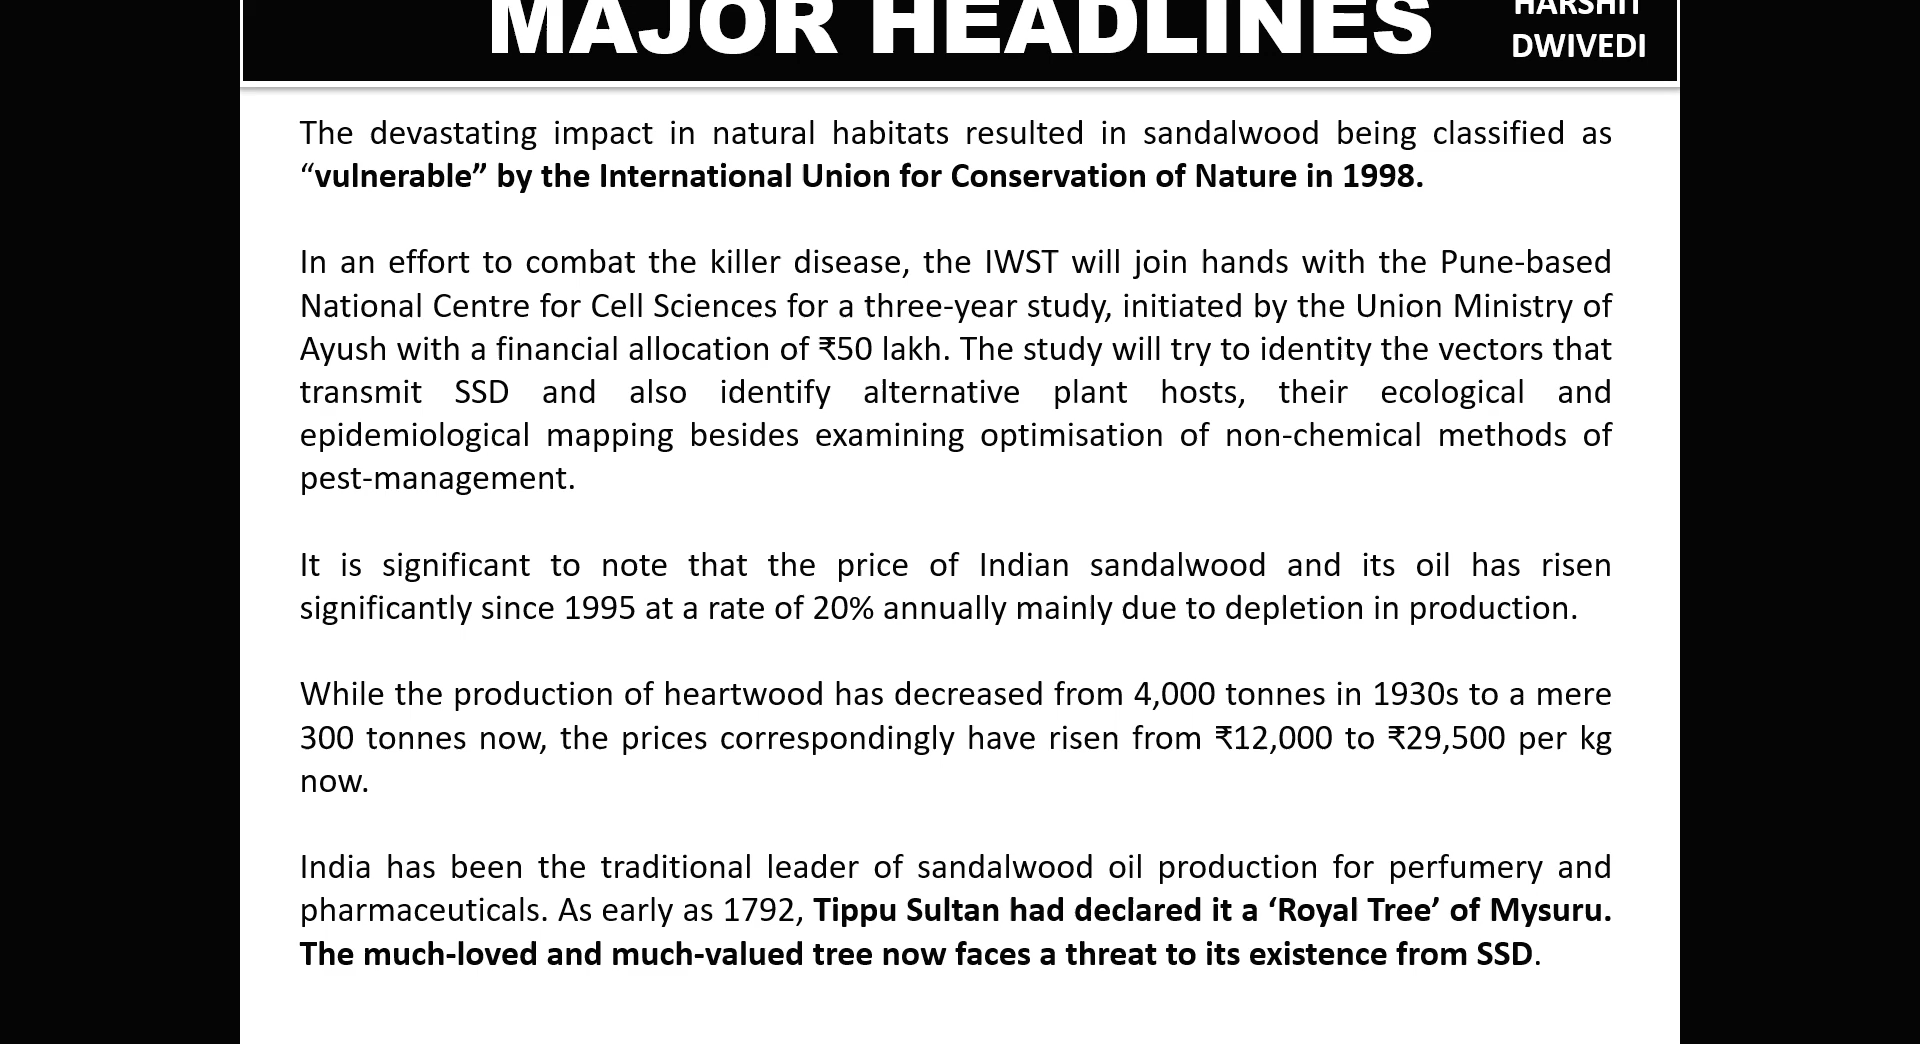 MAJOR HEADLINES
HARSHIT
DWIVEDI
The devastating impact in natural habitats resulted in sandalwood being classified as
“vulnerable” by the International Union for Conservation of Nature in 1998.
In an effort to combat the killer disease, the IWST will join hands with the Pune-based
National Centre for Cell Sciences for a three-year study, initiated by the Union Ministry of
Ayush with a financial allocation of ₹50 lakh. The study will try to identity the vectors that
transmit SSD and also identify alternative plant hosts, their ecological and
epidemiological mapping besides examining optimisation of non-chemical methods of
pest-management.
It is significant to note that the price of Indian sandalwood and its oil has risen
significantly since 1995 at a rate of 20% annually mainly due to depletion in production.
While the production of heartwood has decreased from 4,000 tonnes in 1930s to a mere
300 tonnes now, the prices correspondingly have risen from ₹12,000 to ₹29,500 per kg
now.
India has been the traditional leader of sandalwood oil production for perfumery and
pharmaceuticals. As early as 1792, Tippu Sultan had declared it a ‘Royal Tree’ of Mysuru.
The much-loved and much-valued tree now faces a threat to its existence from SSD.